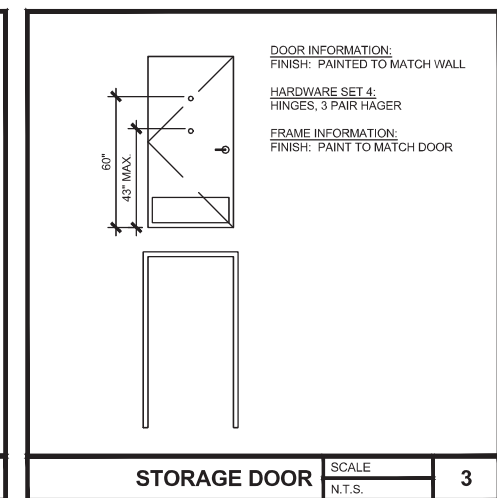 DOOR INFORMATION:
FINISH: PAINTED TO MATCH WALL
HARDWARE SET 4:
HINGES, 3 PAIR HAGER
FRAME INFORMATION:
FINISH: PAINT TO MATCH DOOR
60"
43" MAX.
STORAGE DOOR
SCALE
N.T.S.
3